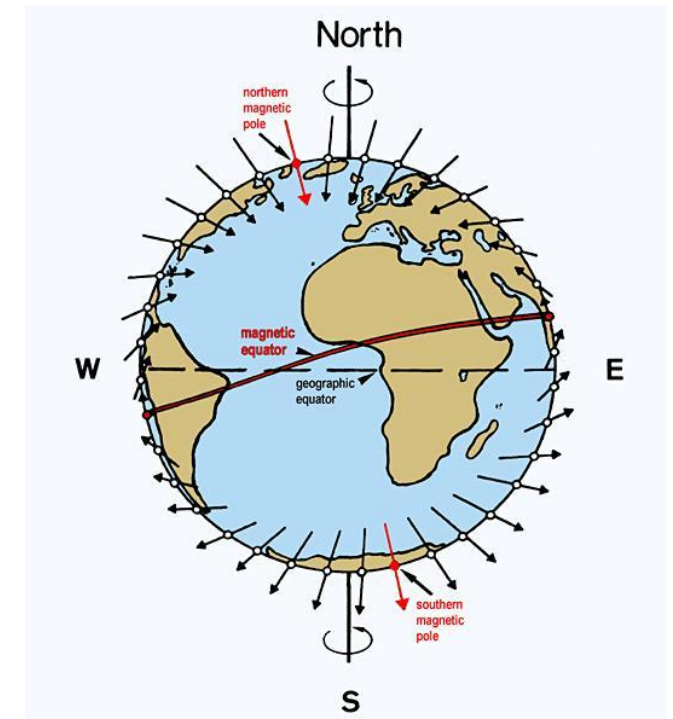 North
northern
magnetic
pole
magnetic
equator
W
geographic
equator
E
southern
magnetic
pole
S